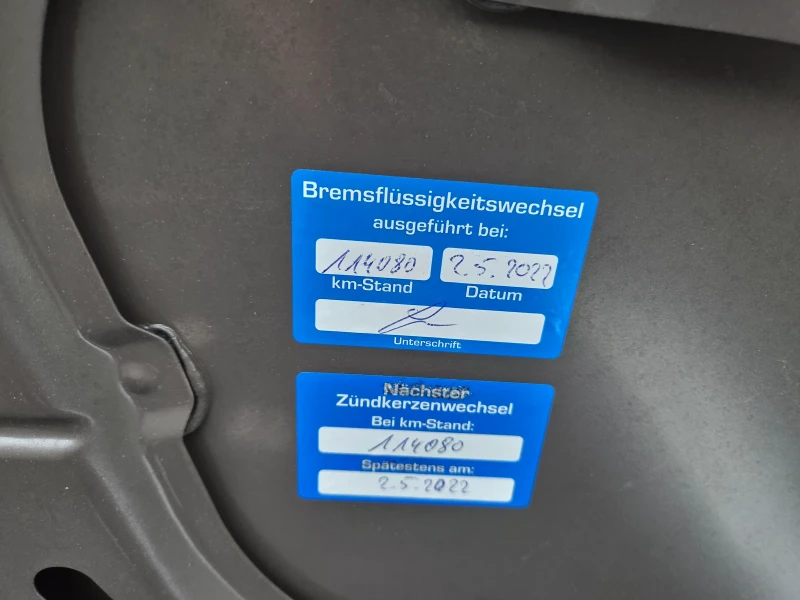 Bremsflüssigkeitswechsel
ausgeführt bei:
114080 2.5.2022
km-Stand Datum
Unterschrift
Nächster
Zündkerzenwechsel
Bei km-Stand:
114080
Spätestens am:
2.5.2022